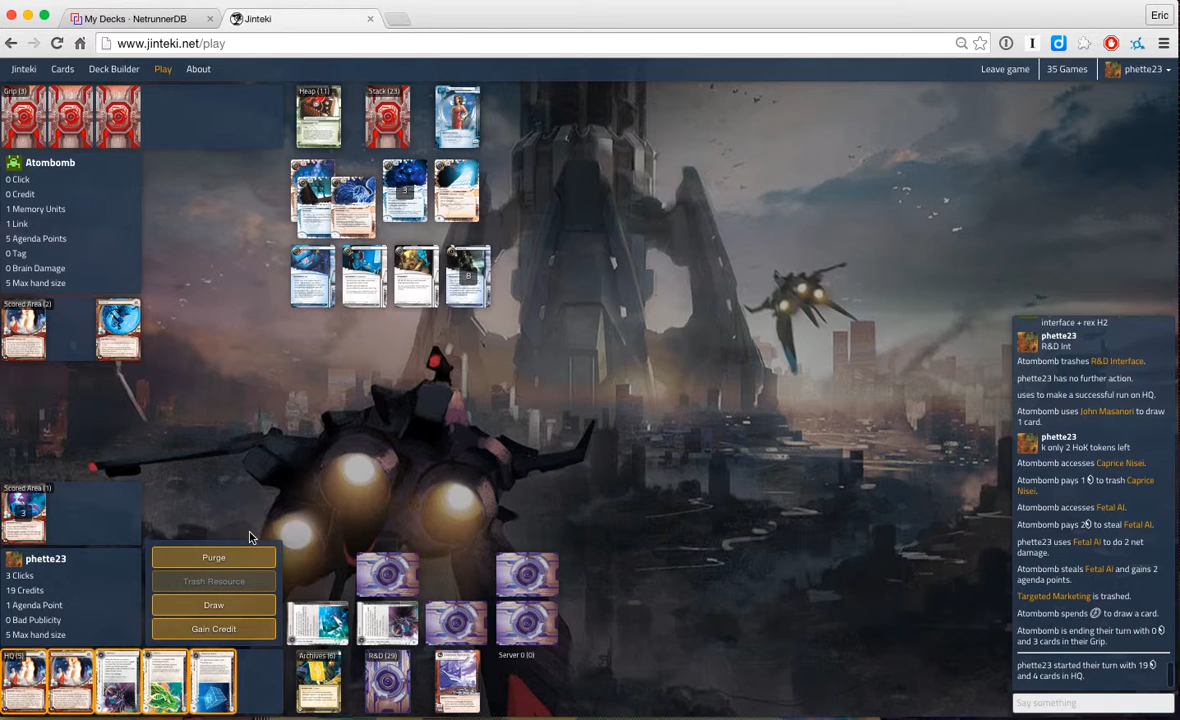 My Decks · NetrunnerDB
Jinteki
Eric
www.jinteki.net/play
Jinteki
Cards
Deck Builder
Play
About
Leave game
35 Games
phette23
Grip (3)
Heap (11)
Stack (23)
Atombomb
0 Click
0 Credit
1 Memory Units
1 Link
5 Agenda Points
0 Tag
0 Brain Damage
5 Max hand size
3
8
Scored Area (2)
Scored Area (1)
3
phette23
3 Clicks
19 Credits
1 Agenda Point
0 Bad Publicity
5 Max hand size
Purge
Trash Resource
Draw
Gain Credit
HQ (5)
Archives (6)
R&D (29)
Server 0 (0)
interface + rex H2
phette23
R&D Int
Atombomb trashes R&D Interface.
phette23 has no further action.
uses to make a successful run on HQ.
Atombomb uses John Masanori to draw
1 card.
phette23
k only 2 HoK tokens left
Atombomb accesses Caprice Nisei.
Atombomb pays 1 to trash Caprice
Nisei.
Atombomb accesses Fetal AI.
Atombomb pays 2 to steal Fetal AI.
phette23 uses Fetal AI to do 2 net
damage.
Atombomb steals Fetal AI and gains 2
agenda points.
Targeted Marketing is trashed.
Atombomb spends to draw a card.
Atombomb is ending their turn with 0
and 3 cards in their Grip.
phette23 started their turn with 19
and 4 cards in HQ.
Say something